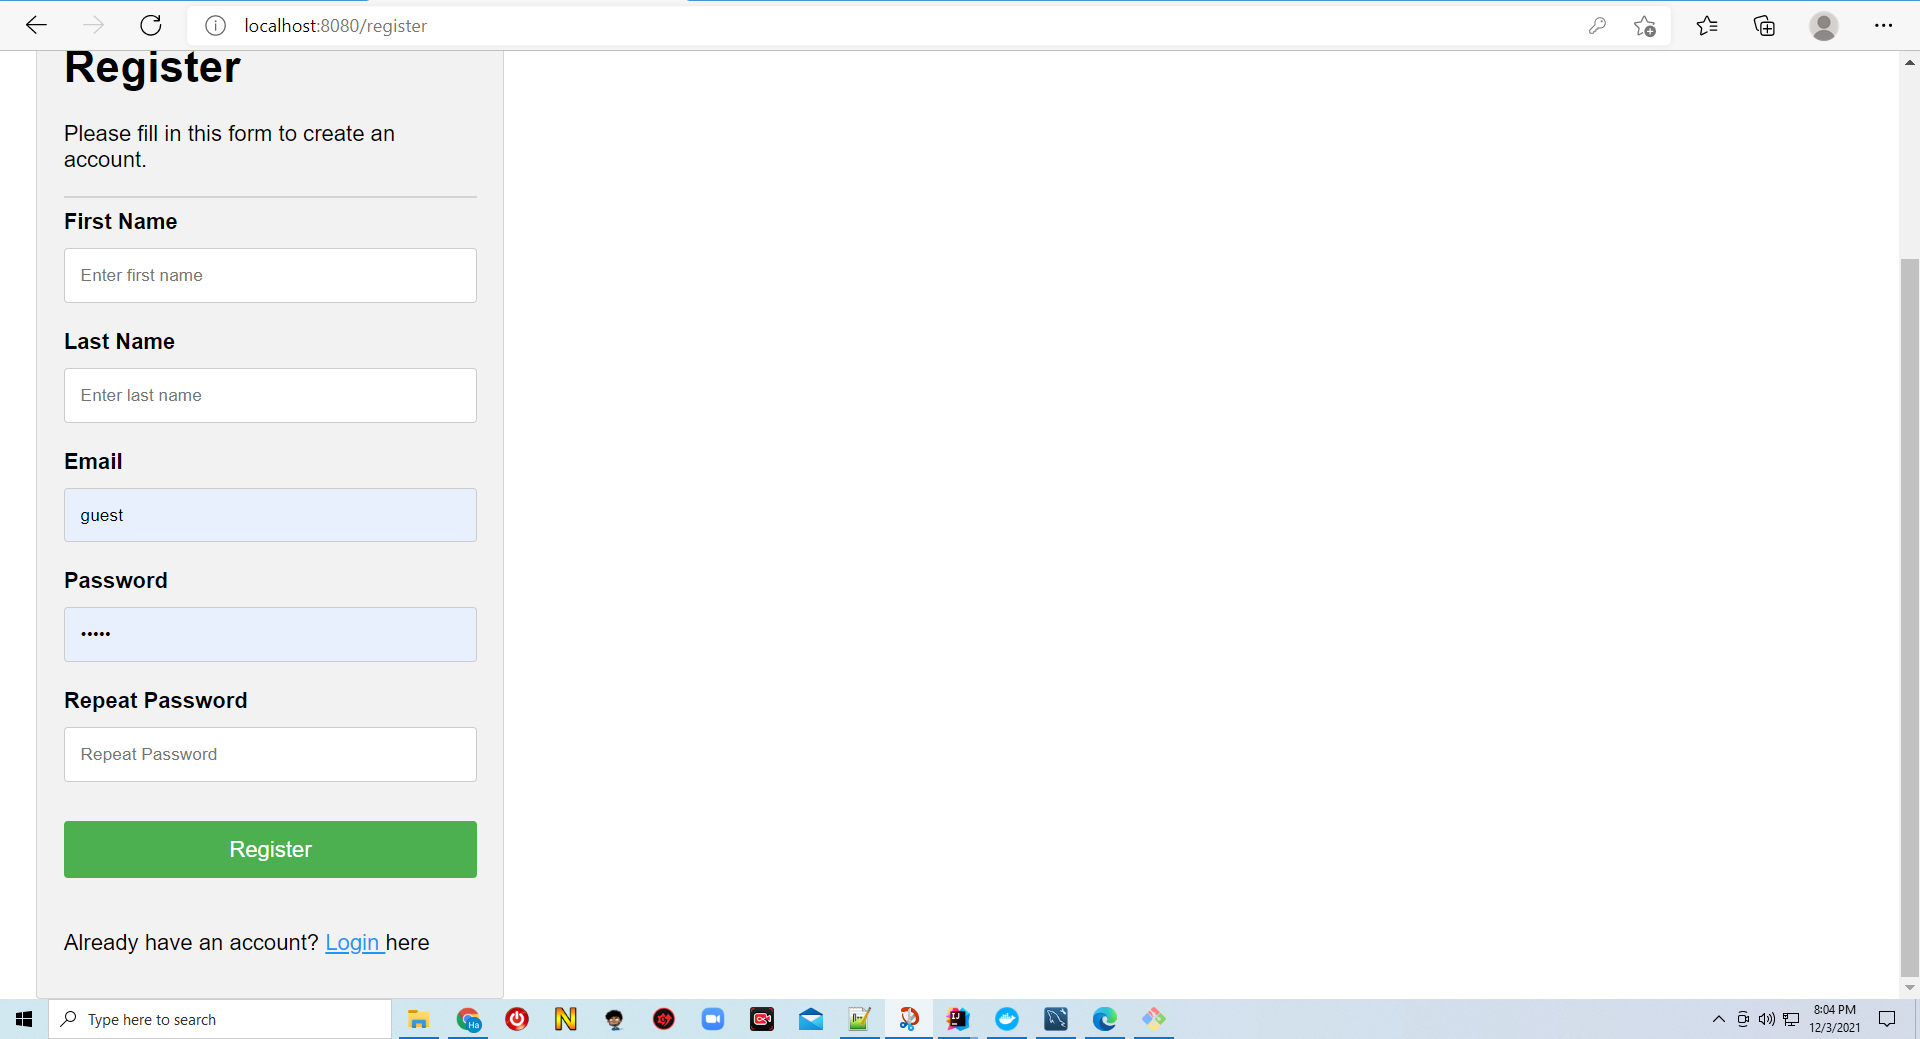 localhost:8080/register
Register
Please fill in this form to create an
account.
First Name
Enter first name
Last Name
Enter last name
Email
guest
Password
•••••
Repeat Password
Repeat Password
Register
Already have an account? Login here
Type here to search
Ha
N
IJ
8:04 PM
12/3/2021